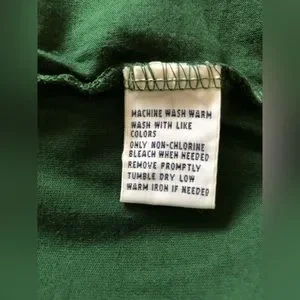 MACHINE WASH WARM
WASH WITH LIKE
COLORS
ONLY NON-CHLORINE
BLEACH WHEN NEEDED
REMOVE PROMPTLY
TUMBLE DRY LOW
WARM IRON IF NEEDED